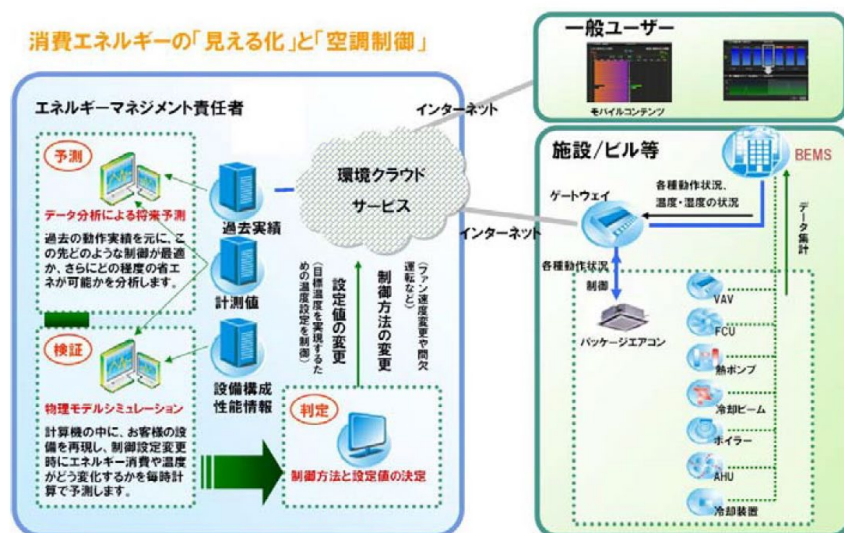 消費エネルギーの「見える化」と「空調制御」
エネルギーマネジメント責任者
予測
データ分析による将来予測
過去の動作実績を元に、こ
の先どのような制御が最適
か、さらにどの程度の省エ
ネが可能かを分析します。
検証
物理モデルシミュレーション
計算機の中に、お客様の設
備を再現し、制御設定変更
時にエネルギー消費や温度
がどう変化するかを毎時計
算で予測します。
過去実績
計測値
設備構成
性能情報
環境クラウド
サービス
設定値の変更
(目標温度を実現するた
めの温度設定を制御)
制御方法の変更
(ファン速度変更や間欠
運転など)
判定
制御方法と設定値の決定
インターネット
インターネット
一般ユーザー
モバイルコンテンツ
施設/ビル等
BEMS
ゲートウェイ
各種動作状況、
温度・湿度の状況
データ集計
各種動作状況
制御
パッケージエアコン
VAV
FCU
熱ポンプ
冷却ビーム
ボイラー
AHU
冷却装置